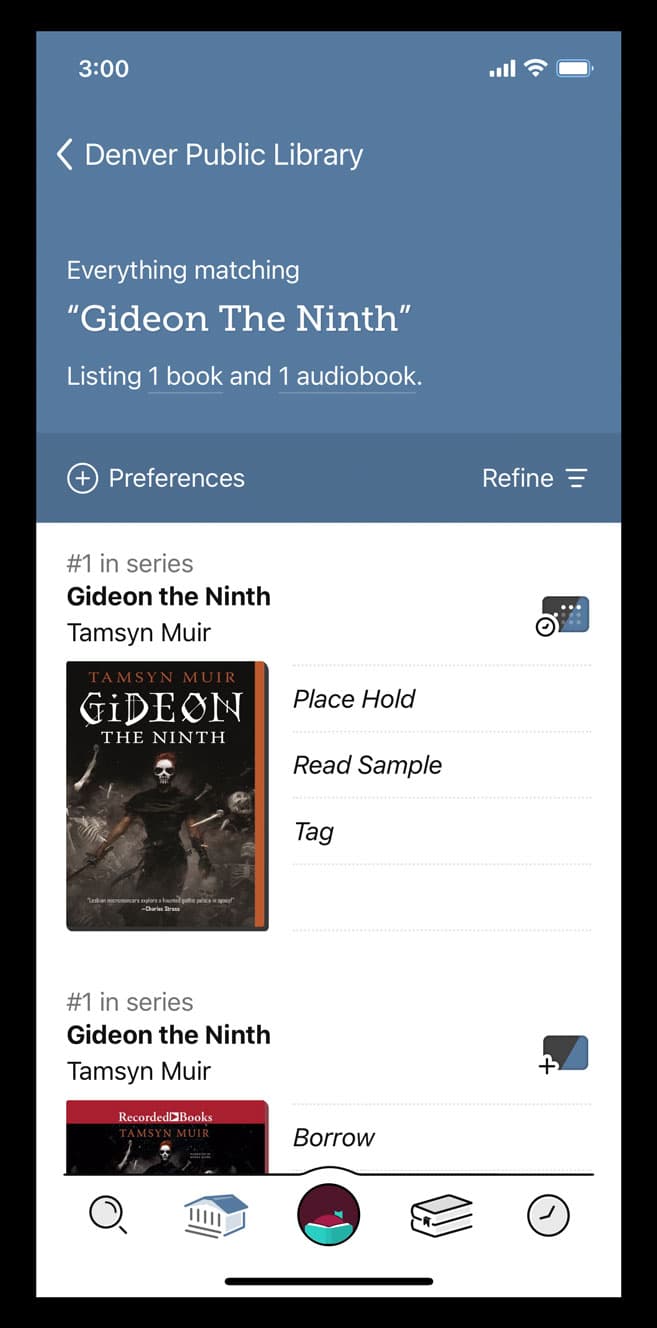 3:00
Denver Public Library
Everything matching
“Gideon The Ninth”
Listing 1 book and 1 audiobook.
Preferences
Refine
#1 in series
Gideon the Ninth
Tamsyn Muir
TAMSYN MUIR
GiDEON
THE NINTH
"Lesbian necromancers explore a haunted gothic palace in space!"
—Charles Stross
Place Hold
Read Sample
Tag
#1 in series
Gideon the Ninth
Tamsyn Muir
Recorded Books
TAMSYN MUIR
Borrow